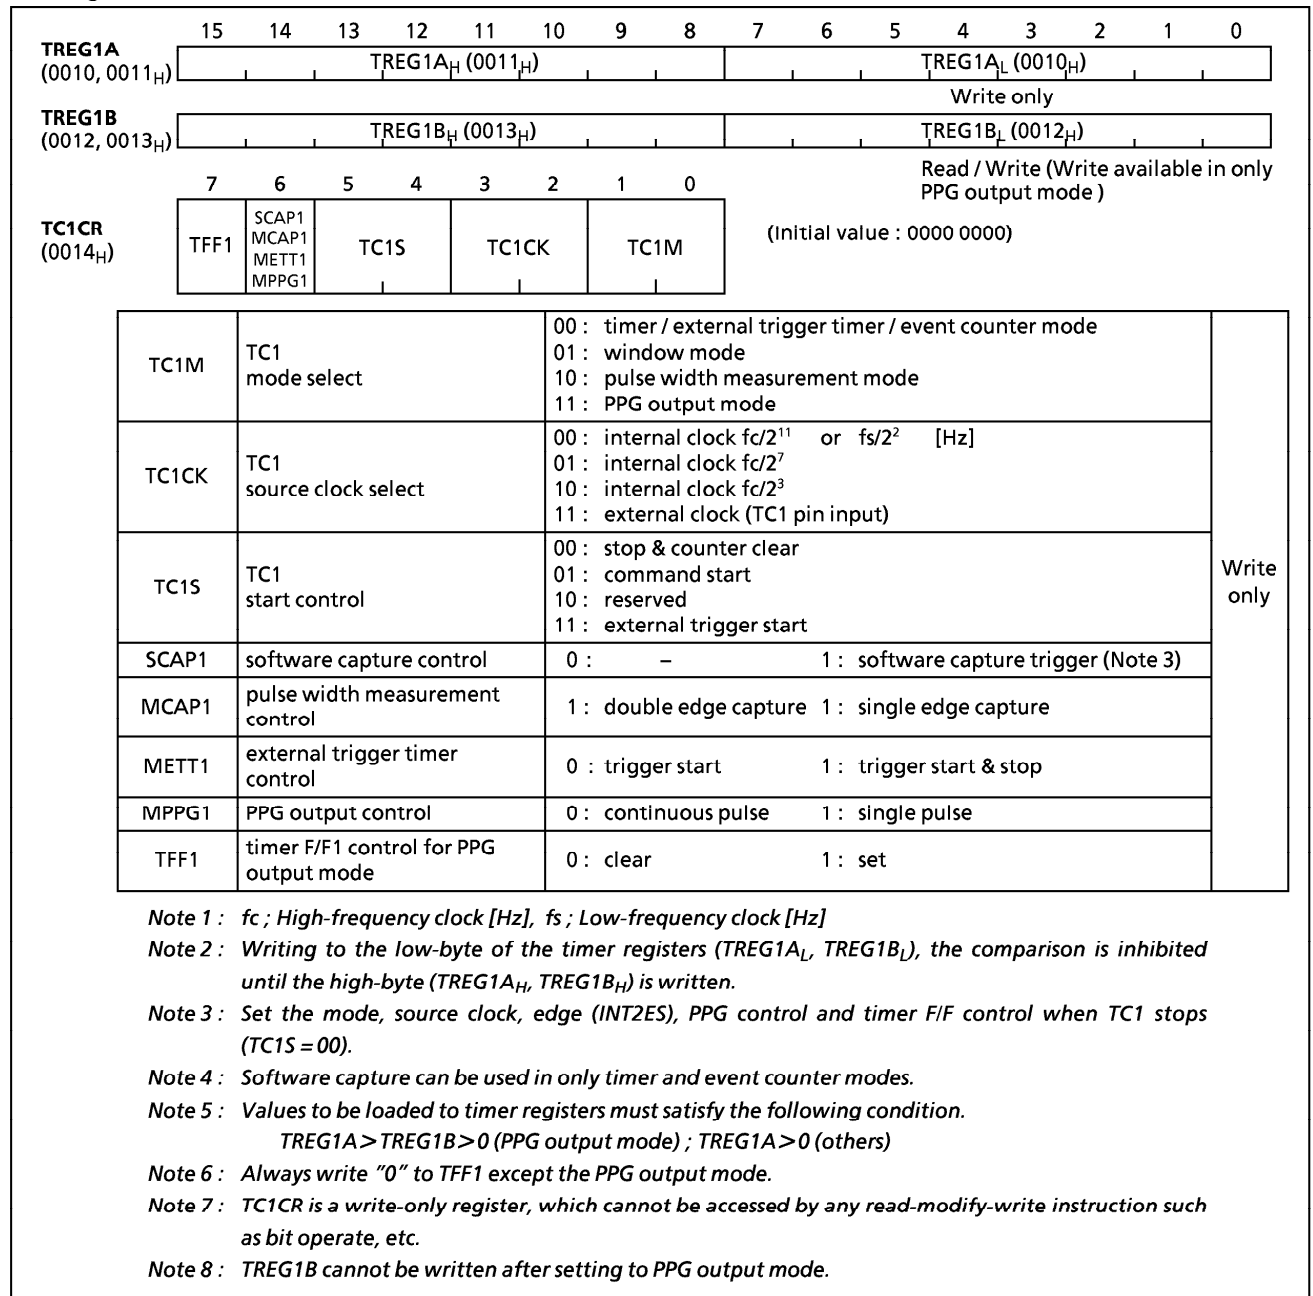 15 14 13 12 11 10 9 8 7 6 5 4 3 2 1 0
TREG1A
(0010, 0011H) TREG1AH (0011H) TREG1AL (0010H)
Write only
TREG1B
(0012, 0013H) TREG1BH (0013H) TREG1BL (0012H)
Read / Write (Write available in only
PPG output mode )
7 6 5 4 3 2 1 0
TC1CR
(0014H)
TFF1
SCAP1
MCAP1
METT1
MPPG1
TC1S TC1CK TC1M (Initial value : 0000 0000)
TC1M
TC1
mode select
00 : timer / external trigger timer / event counter mode
01 : window mode
10 : pulse width measurement mode
11 : PPG output mode
TC1CK
TC1
source clock select
00 : internal clock fc/2¹¹ or fs/2² [Hz]
01 : internal clock fc/2⁷
10 : internal clock fc/2³
11 : external clock (TC1 pin input)
TC1S
TC1
start control
00 : stop & counter clear
01 : command start
10 : reserved
11 : external trigger start
Write
only
SCAP1 software capture control 0 : – 1 : software capture trigger (Note 3)
MCAP1
pulse width measurement
control
1 : double edge capture 1 : single edge capture
METT1
external trigger timer
control
0 : trigger start 1 : trigger start & stop
MPPG1 PPG output control 0 : continuous pulse 1 : single pulse
TFF1
timer F/F1 control for PPG
output mode
0 : clear 1 : set
Note 1 : fc ; High-frequency clock [Hz], fs ; Low-frequency clock [Hz]
Note 2 : Writing to the low-byte of the timer registers (TREG1AL, TREG1BL), the comparison is inhibited
until the high-byte (TREG1AH, TREG1BH) is written.
Note 3 : Set the mode, source clock, edge (INT2ES), PPG control and timer F/F control when TC1 stops
(TC1S = 00).
Note 4 : Software capture can be used in only timer and event counter modes.
Note 5 : Values to be loaded to timer registers must satisfy the following condition.
TREG1A > TREG1B > 0 (PPG output mode) ; TREG1A > 0 (others)
Note 6 : Always write "0" to TFF1 except the PPG output mode.
Note 7 : TC1CR is a write-only register, which cannot be accessed by any read-modify-write instruction such
as bit operate, etc.
Note 8 : TREG1B cannot be written after setting to PPG output mode.